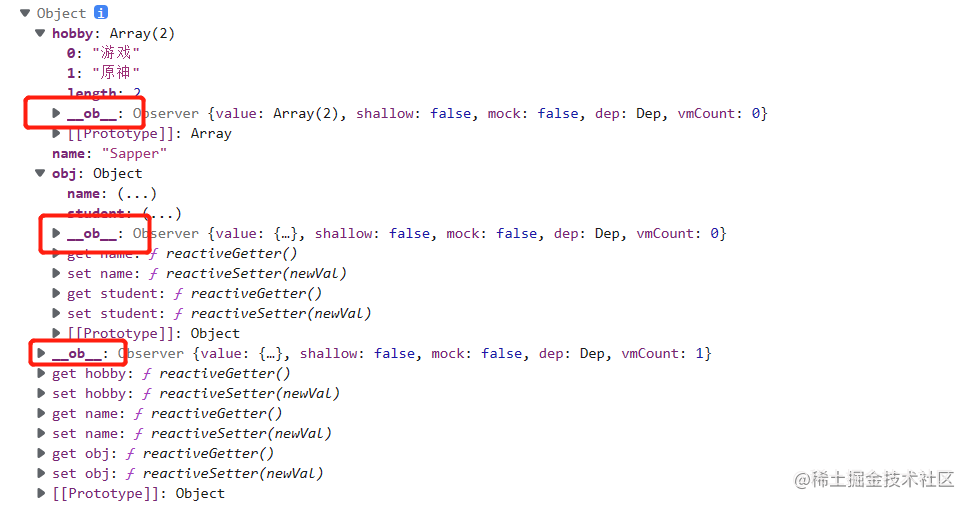 Object i
hobby: Array(2)
0: "游戏"
1: "原神"
length: 2
__ob__: Observer {value: Array(2), shallow: false, mock: false, dep: Dep, vmCount: 0}
[[Prototype]]: Array
name: "Sapper"
obj: Object
name: (...)
student: (...)
__ob__: Observer {value: {…}, shallow: false, mock: false, dep: Dep, vmCount: 0}
get name: ƒ reactiveGetter()
set name: ƒ reactiveSetter(newVal)
get student: ƒ reactiveGetter()
set student: ƒ reactiveSetter(newVal)
[[Prototype]]: Object
__ob__: Observer {value: {…}, shallow: false, mock: false, dep: Dep, vmCount: 1}
get hobby: ƒ reactiveGetter()
set hobby: ƒ reactiveSetter(newVal)
get name: ƒ reactiveGetter()
set name: ƒ reactiveSetter(newVal)
get obj: ƒ reactiveGetter()
set obj: ƒ reactiveSetter(newVal)
[[Prototype]]: Object
@稀土掘金技术社区